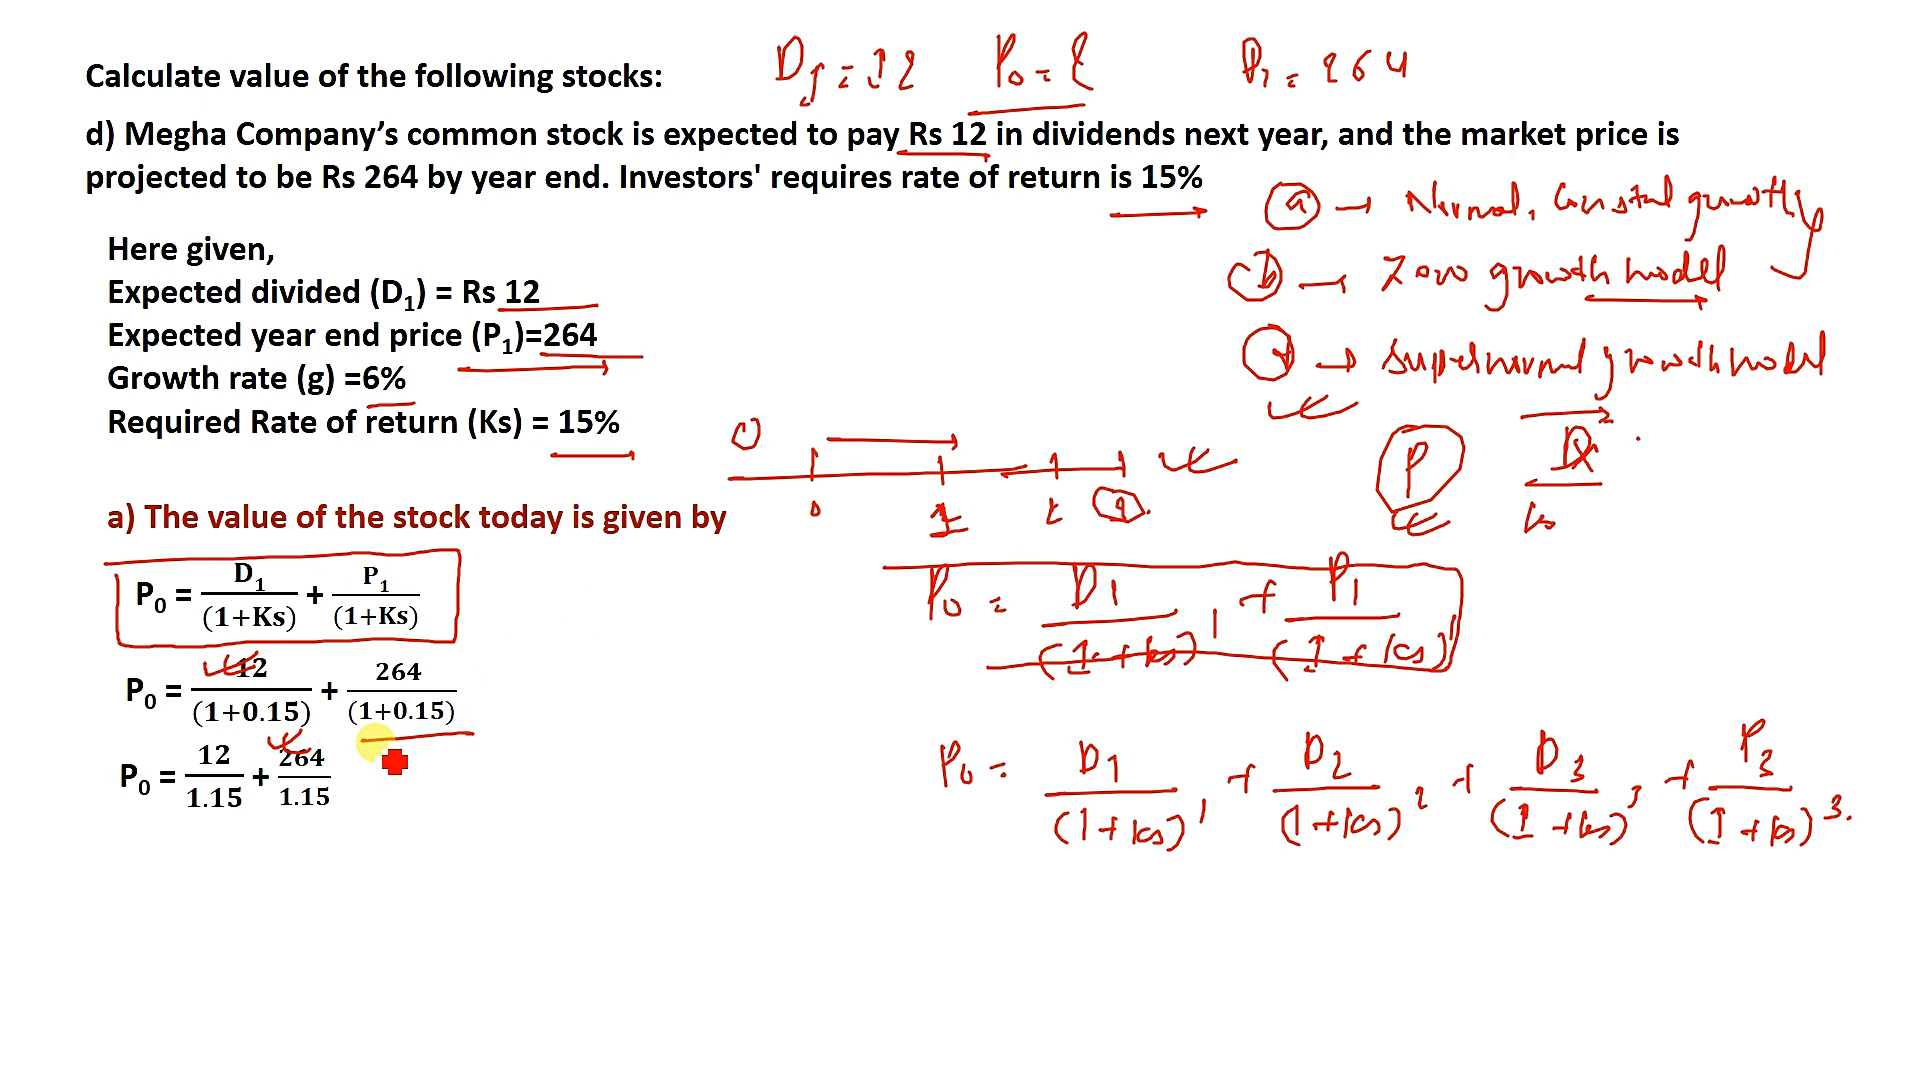 D₁ = 12 P₀ = ? P₁ = 264
Calculate value of the following stocks:
d) Megha Company’s common stock is expected to pay Rs 12 in dividends next year, and the market price is
projected to be Rs 264 by year end. Investors' requires rate of return is 15%
a → Normal, Constal growth
Here given,
b → Zero growth model
Expected divided (D₁) = Rs 12
Expected year end price (P₁)=264
→ Supernormal growth model
Growth rate (g) =6%
Required Rate of return (Ks) = 15%
P
ks
0 1
a) The value of the stock today is given by
P₀ = D₁/(1+Ks) + P₁/(1+Ks)
P₀ = D1/(1+ks)¹ + P1/(1+ks)¹
P₀ = 12/(1+0.15) + 264/(1+0.15)
P₀ = 12/1.15 + 264/1.15
P₀ = D1/(1+ks)¹ + D2/(1+ks)² + D3/(1+ks)³ + P3/(1+ks)³.